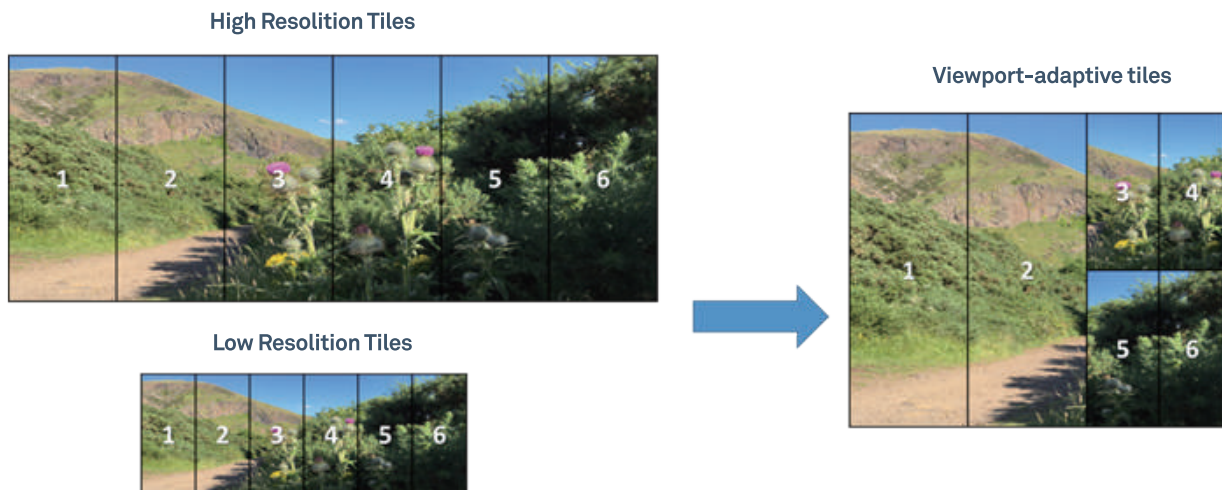 High Resolition Tiles
1 2 3 4 5 6
Low Resolition Tiles
1 2 3 4 5 6
Viewport-adaptive tiles
1 2 3 4
5 6